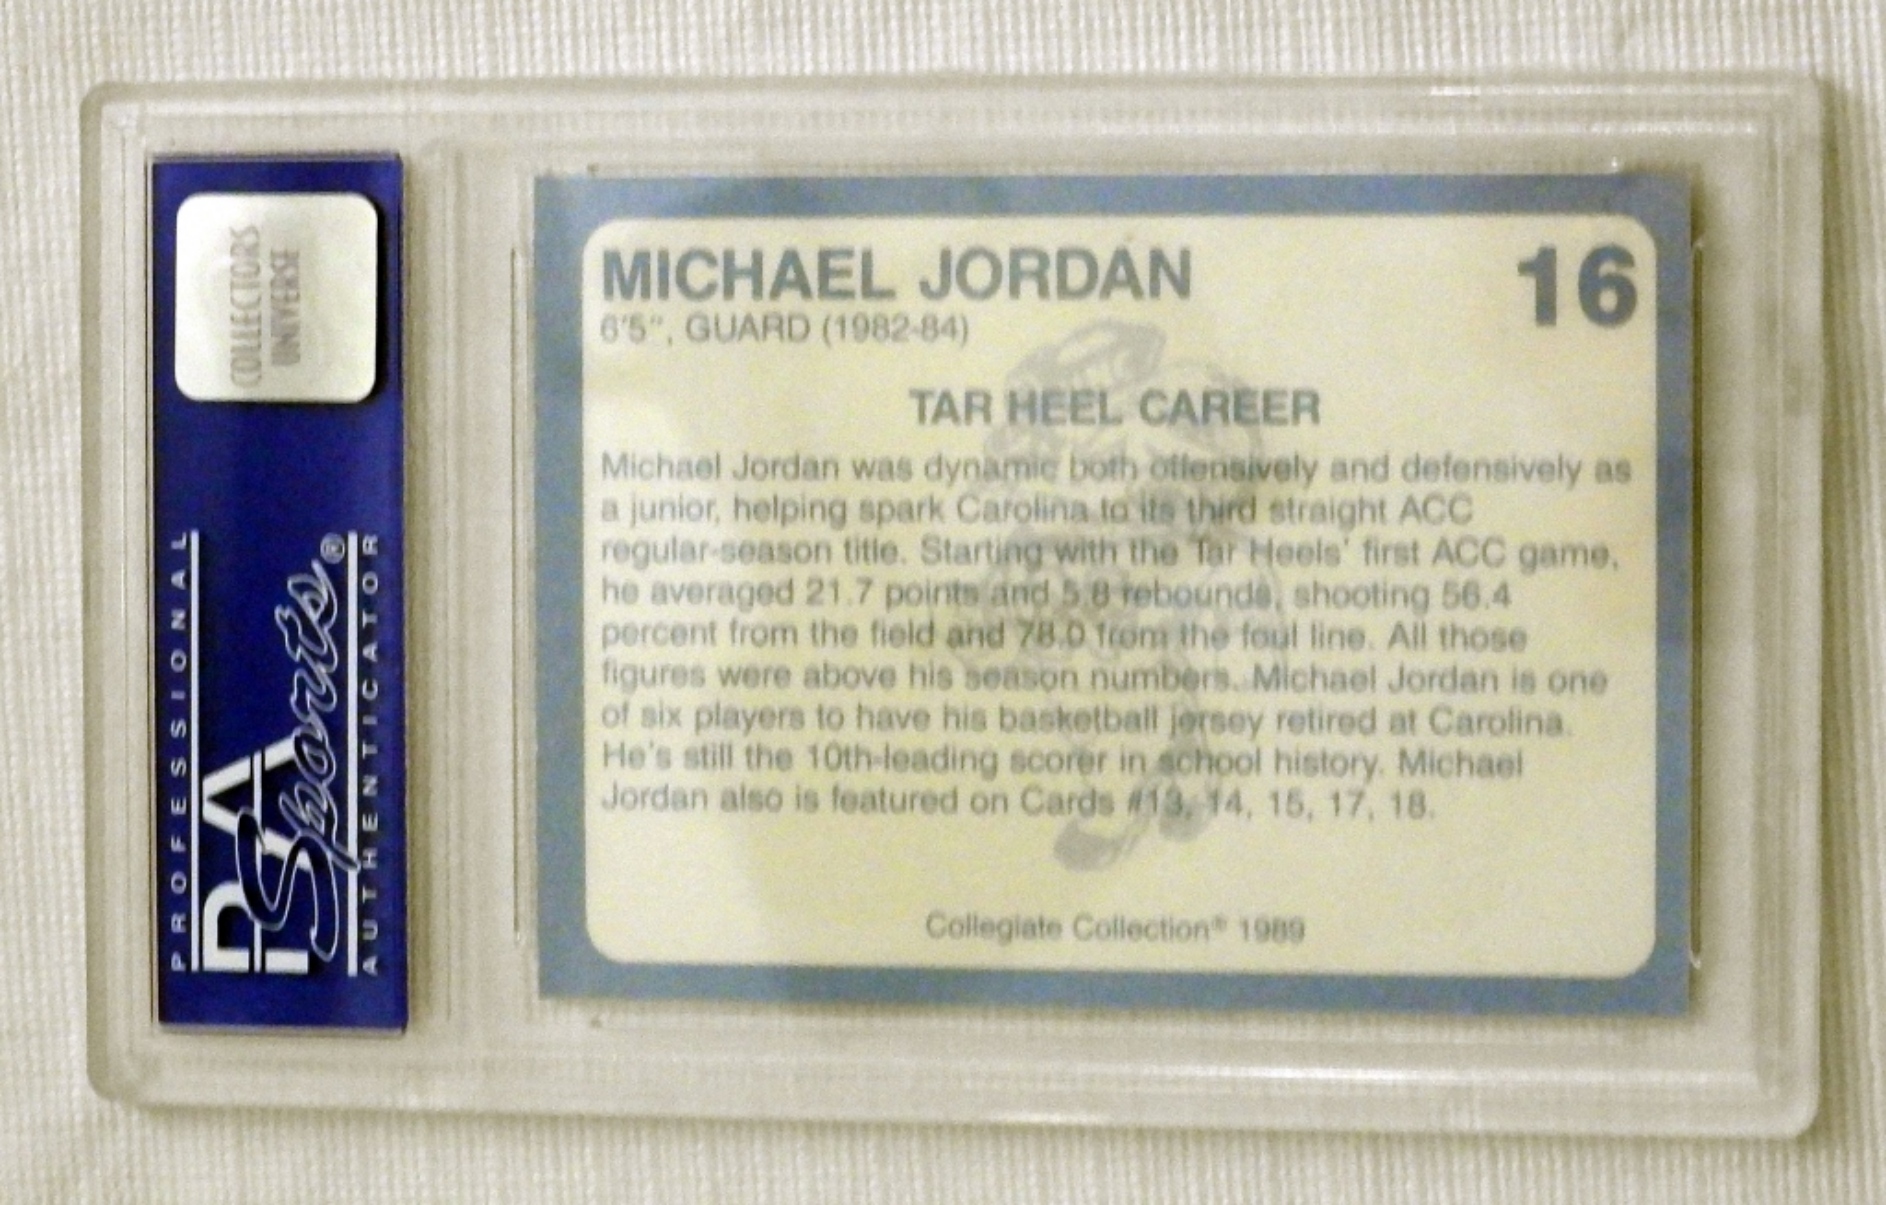 COLLECTORS
UNIVERSE
PROFESSIONAL
PSA
Sports®
AUTHENTICATOR
MICHAEL JORDAN
16
6'5", GUARD (1982-84)
TAR HEEL CAREER
Michael Jordan was dynamic both offensively and defensively as
a junior, helping spark Carolina to its third straight ACC
regular-season title. Starting with the Tar Heels' first ACC game,
he averaged 21.7 points and 5.8 rebounds, shooting 56.4
percent from the field and 78.0 from the foul line. All those
figures were above his season numbers. Michael Jordan is one
of six players to have his basketball jersey retired at Carolina.
He's still the 10th-leading scorer in school history. Michael
Jordan also is featured on Cards #13, 14, 15, 17, 18.
Collegiate Collection® 1989